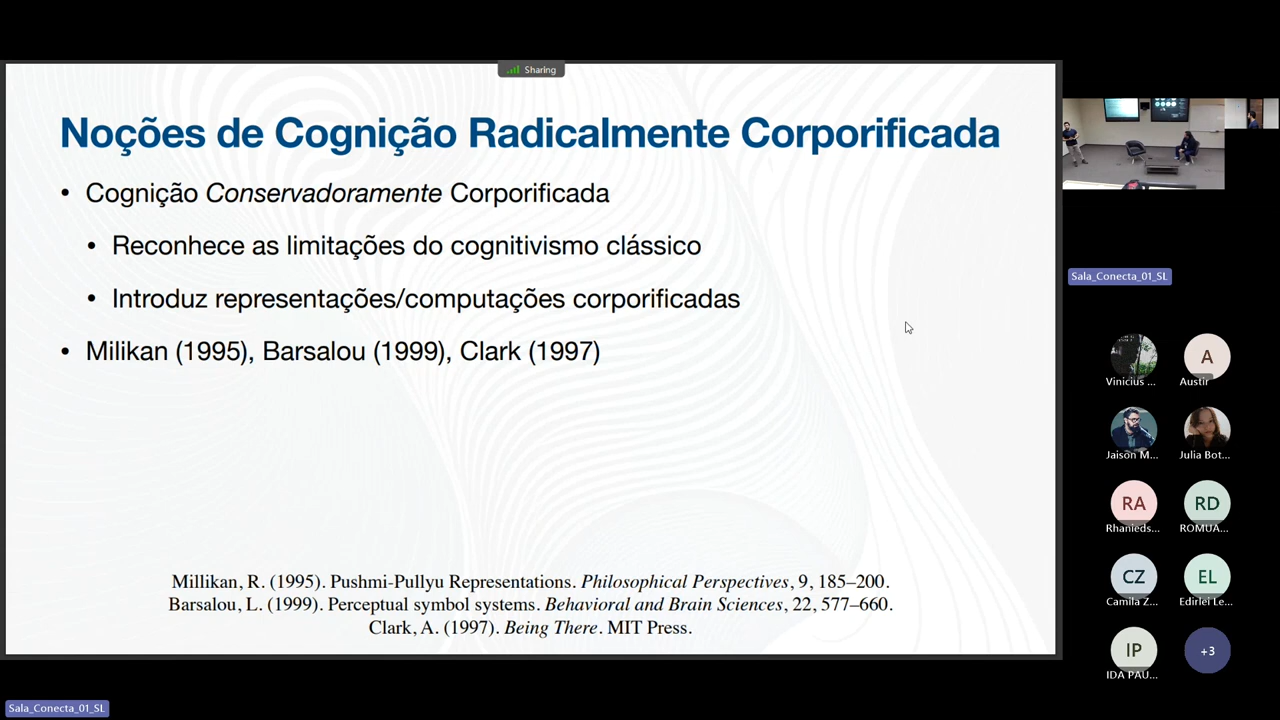 Sharing
Noções de Cognição Radicalmente Corporificada
• Cognição Conservadoramente Corporificada
• Reconhece as limitações do cognitivismo clássico
• Introduz representações/computações corporificadas
• Milikan (1995), Barsalou (1999), Clark (1997)
Millikan, R. (1995). Pushmi-Pullyu Representations. Philosophical Perspectives, 9, 185–200.
Barsalou, L. (1999). Perceptual symbol systems. Behavioral and Brain Sciences, 22, 577–660.
Clark, A. (1997). Being There. MIT Press.
Sala_Conecta_01_SL
A
Vinicius ... Austir
Jaison M... Julia Bot...
RA RD
Rhanieds... ROMUA...
CZ EL
Camila Z... Edirlei Le...
IP +3
IDA PAU...
Sala_Conecta_01_SL